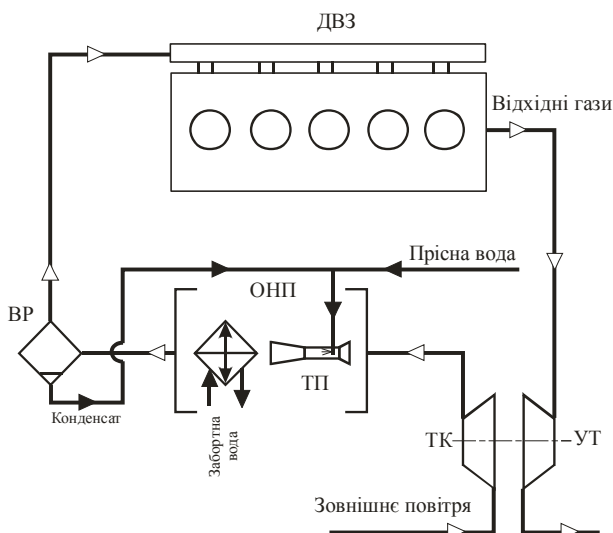 ДВЗ
Відхідні гази
Прісна вода
ОНП
ВР
ТП
Конденсат
Забортна
вода
ТК
УТ
Зовнішнє повітря